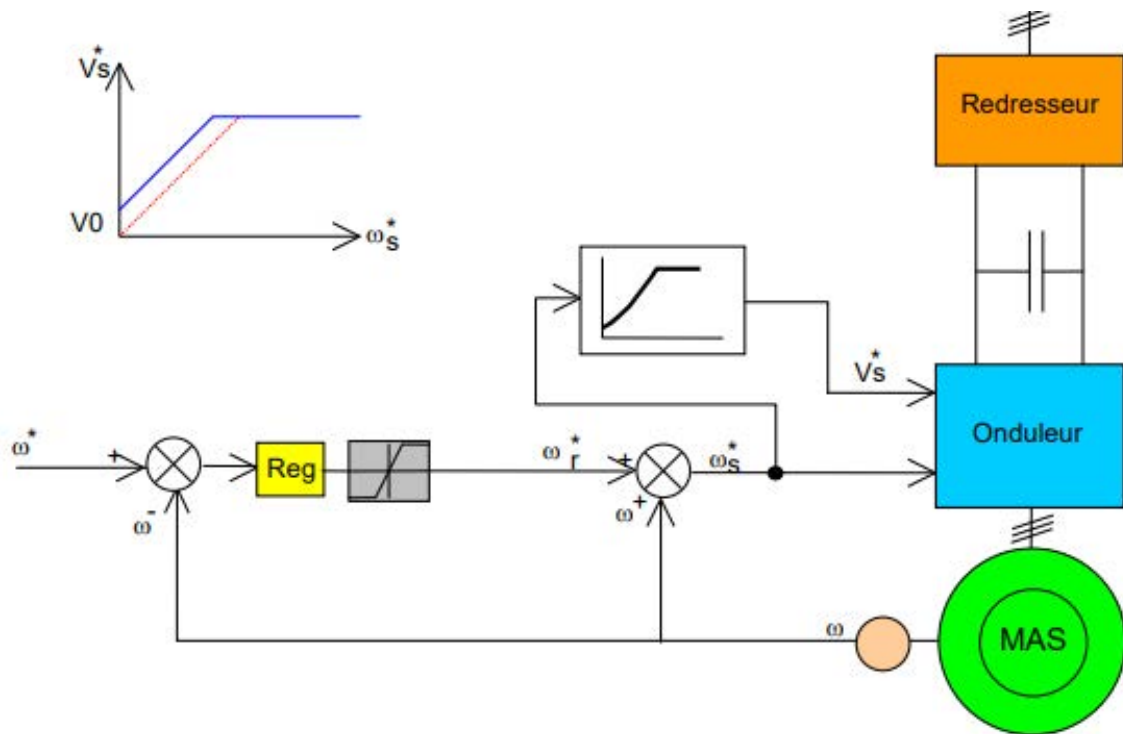 Vs*
V0
ωs*
Redresseur
Vs*
Onduleur
ω*
+
Reg
ωr*
+
ωs*
ω-
ω+
ω
MAS